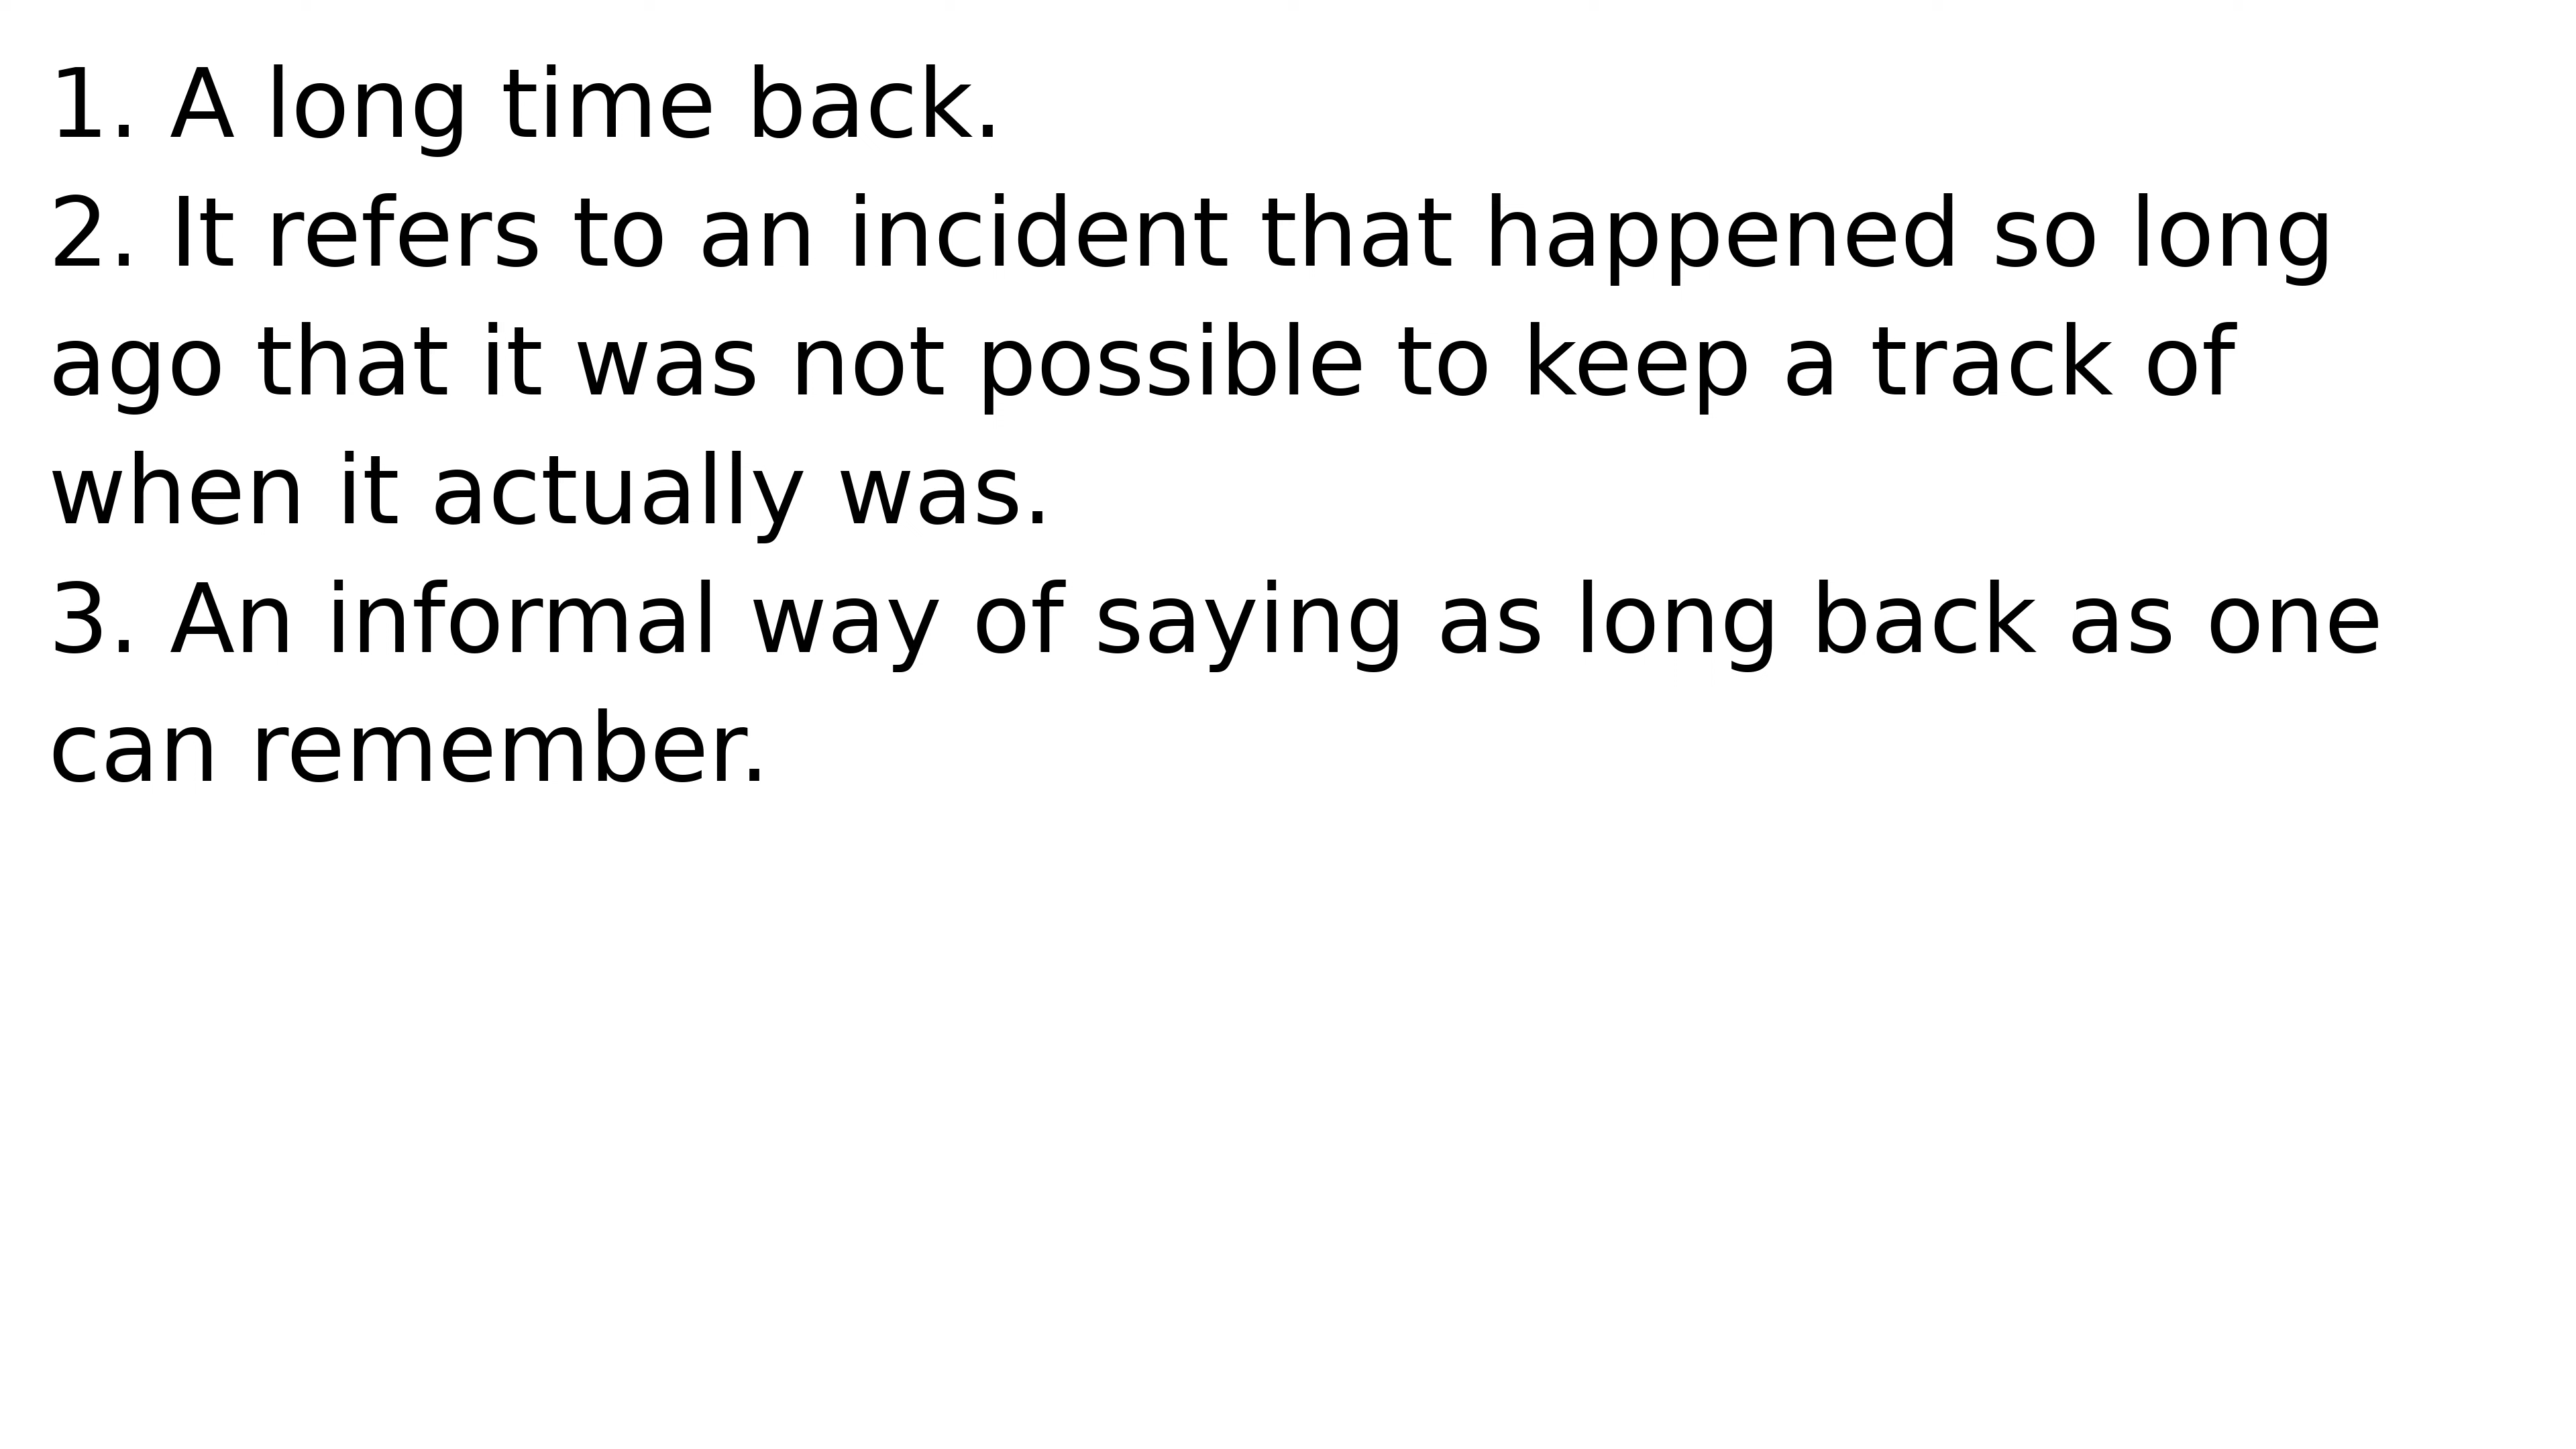 1. A long time back.
2. It refers to an incident that happened so long
ago that it was not possible to keep a track of
when it actually was.
3. An informal way of saying as long back as one
can remember.